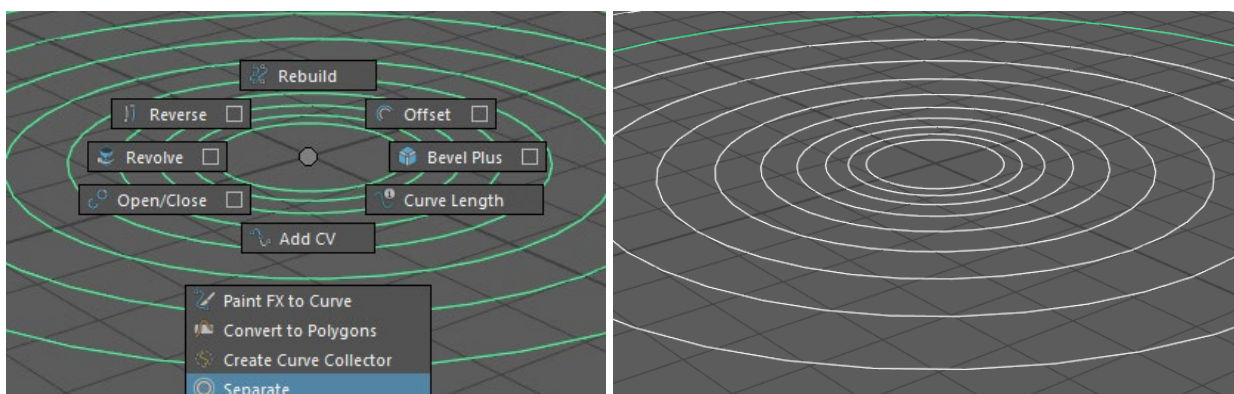 Rebuild
Reverse
Offset
Revolve
Bevel Plus
Open/Close
Curve Length
Add CV
Paint FX to Curve
Convert to Polygons
Create Curve Collector
Separate